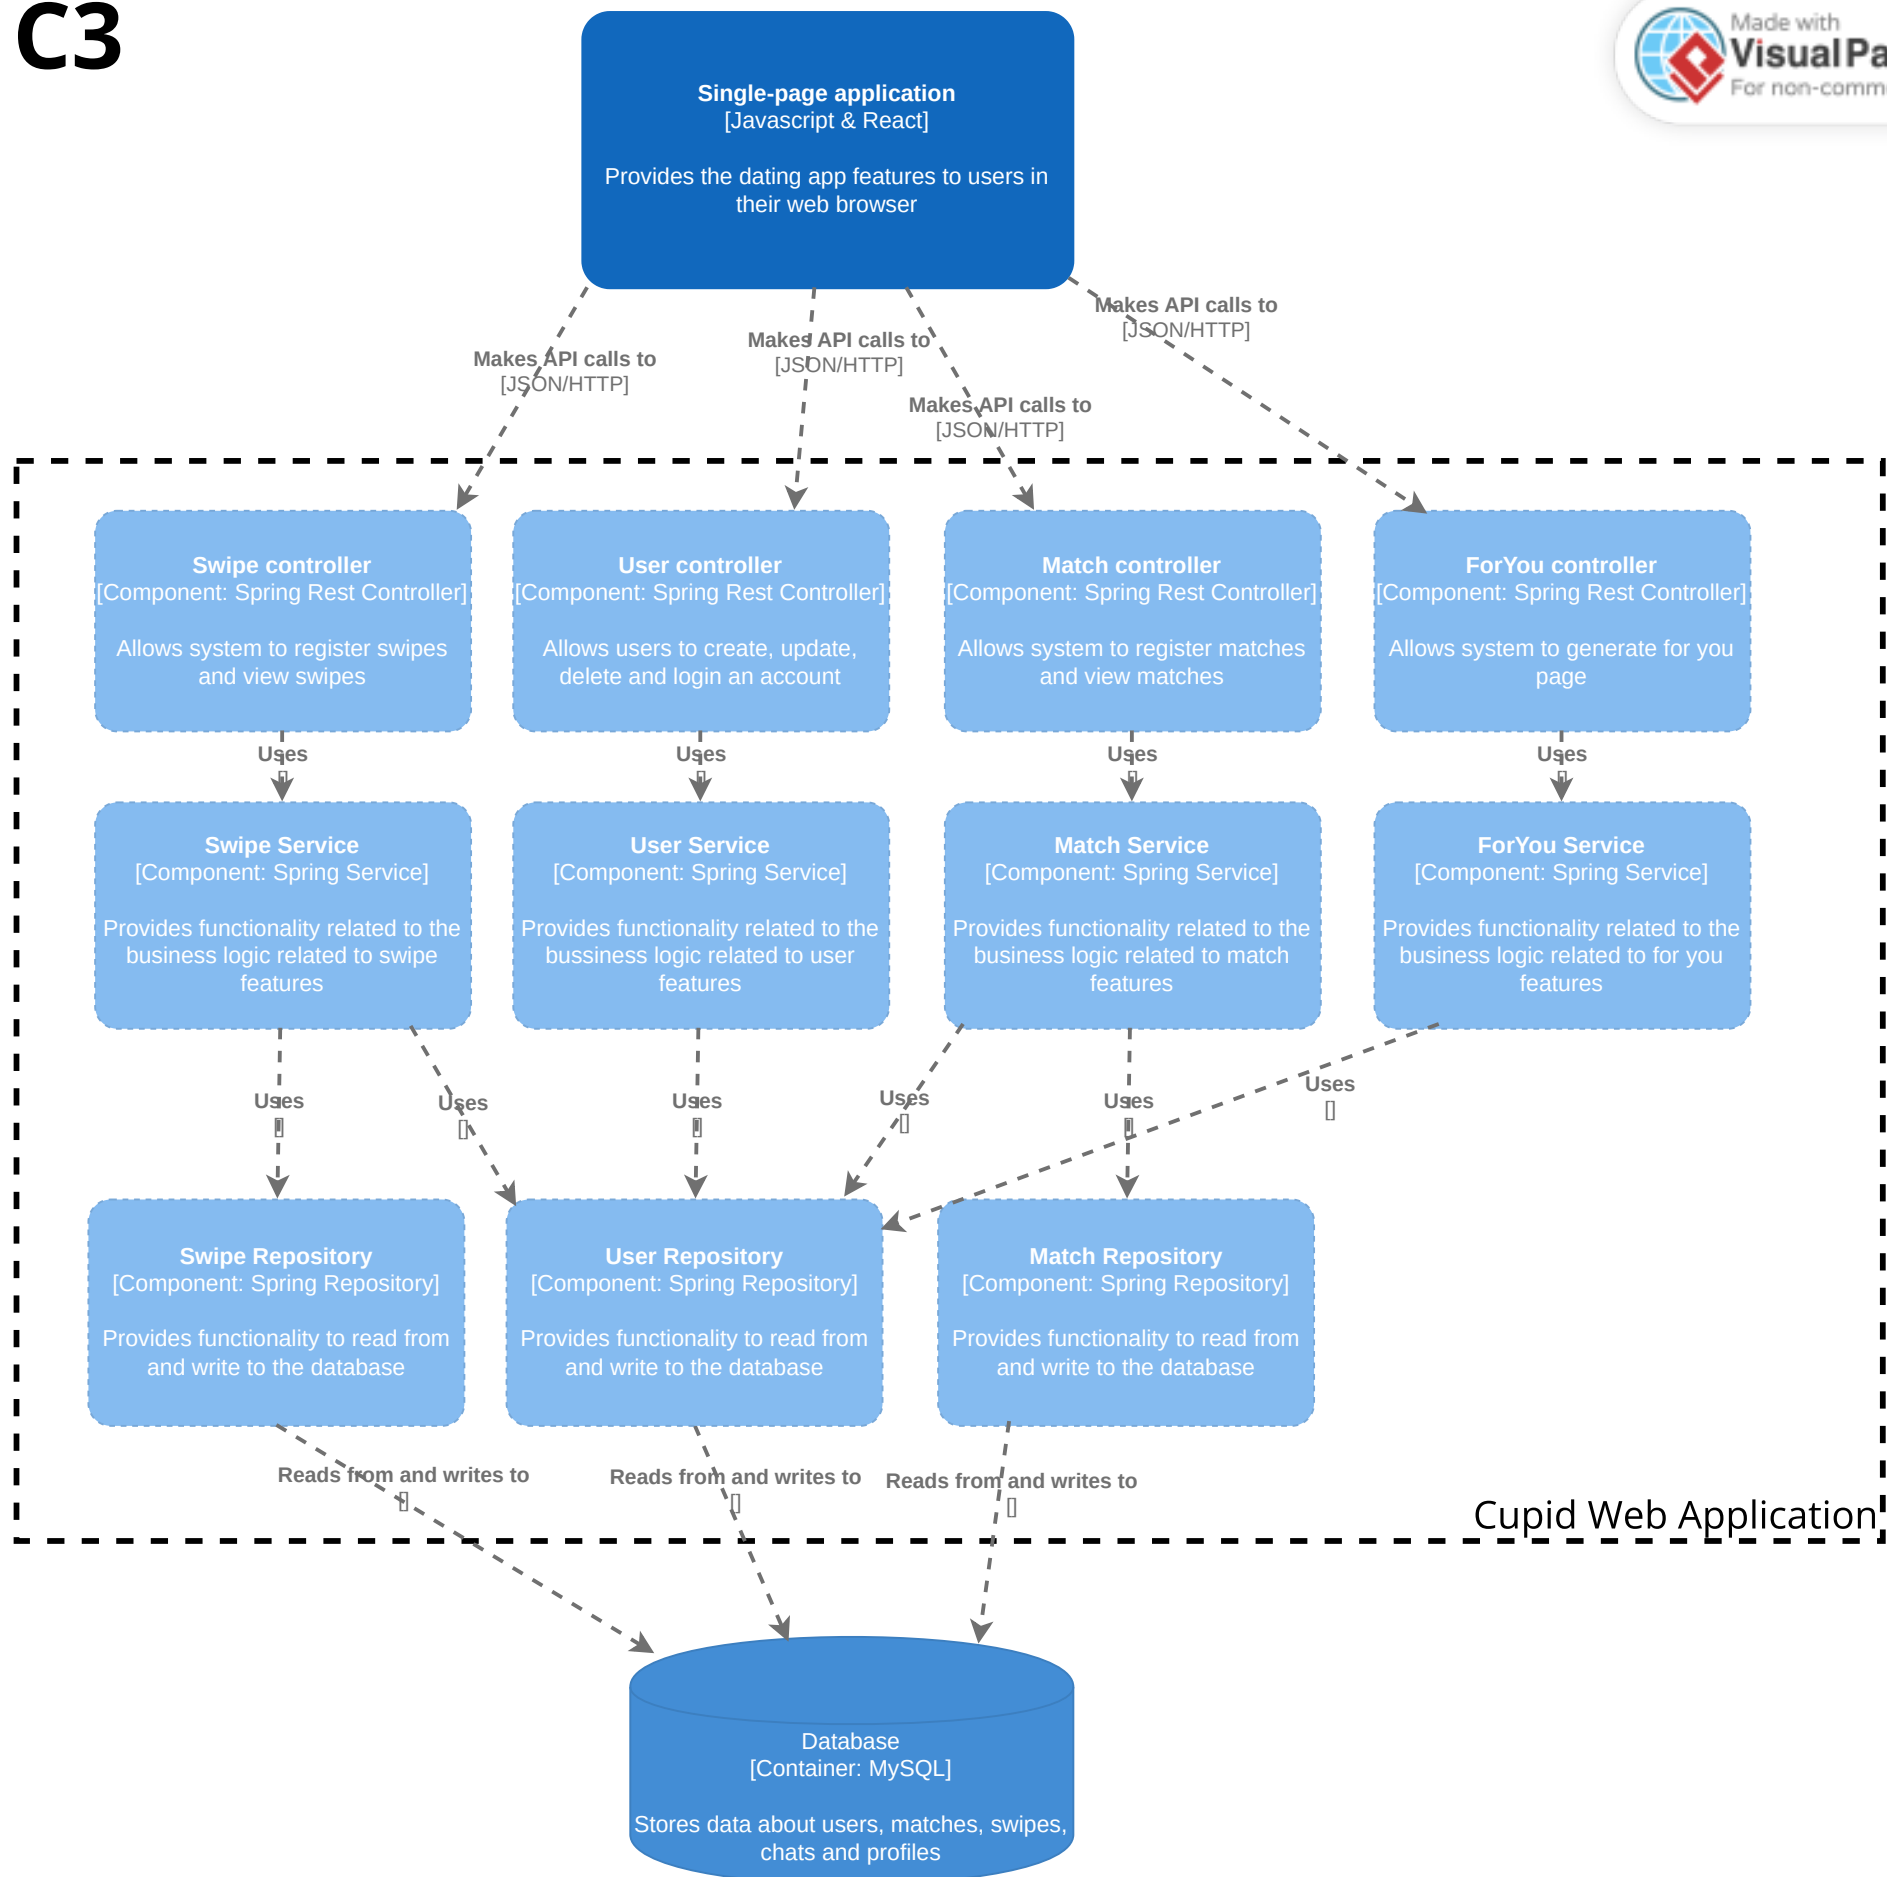 C3
Made with
Visual Pa
For non-comm
Single-page application
[Javascript & React]
Provides the dating app features to users in
their web browser
Makes API calls to
[JSON/HTTP]
Makes API calls to
[JSON/HTTP]
Makes API calls to
[JSON/HTTP]
Makes API calls to
[JSON/HTTP]
Swipe controller
[Component: Spring Rest Controller]
Allows system to register swipes
and view swipes
User controller
[Component: Spring Rest Controller]
Allows users to create, update,
delete and login an account
Match controller
[Component: Spring Rest Controller]
Allows system to register matches
and view matches
ForYou controller
[Component: Spring Rest Controller]
Allows system to generate for you
page
Uses
[]
Uses
[]
Uses
[]
Uses
[]
Swipe Service
[Component: Spring Service]
Provides functionality related to the
business logic related to swipe
features
User Service
[Component: Spring Service]
Provides functionality related to the
bussiness logic related to user
features
Match Service
[Component: Spring Service]
Provides functionality related to the
business logic related to match
features
ForYou Service
[Component: Spring Service]
Provides functionality related to the
business logic related to for you
features
Uses
[]
Uses
[]
Uses
[]
Uses
[]
Uses
[]
Uses
[]
Swipe Repository
[Component: Spring Repository]
Provides functionality to read from
and write to the database
User Repository
[Component: Spring Repository]
Provides functionality to read from
and write to the database
Match Repository
[Component: Spring Repository]
Provides functionality to read from
and write to the database
Reads from and writes to
[]
Reads from and writes to
[]
Reads from and writes to
[]
Cupid Web Application
Database
[Container: MySQL]
Stores data about users, matches, swipes,
chats and profiles